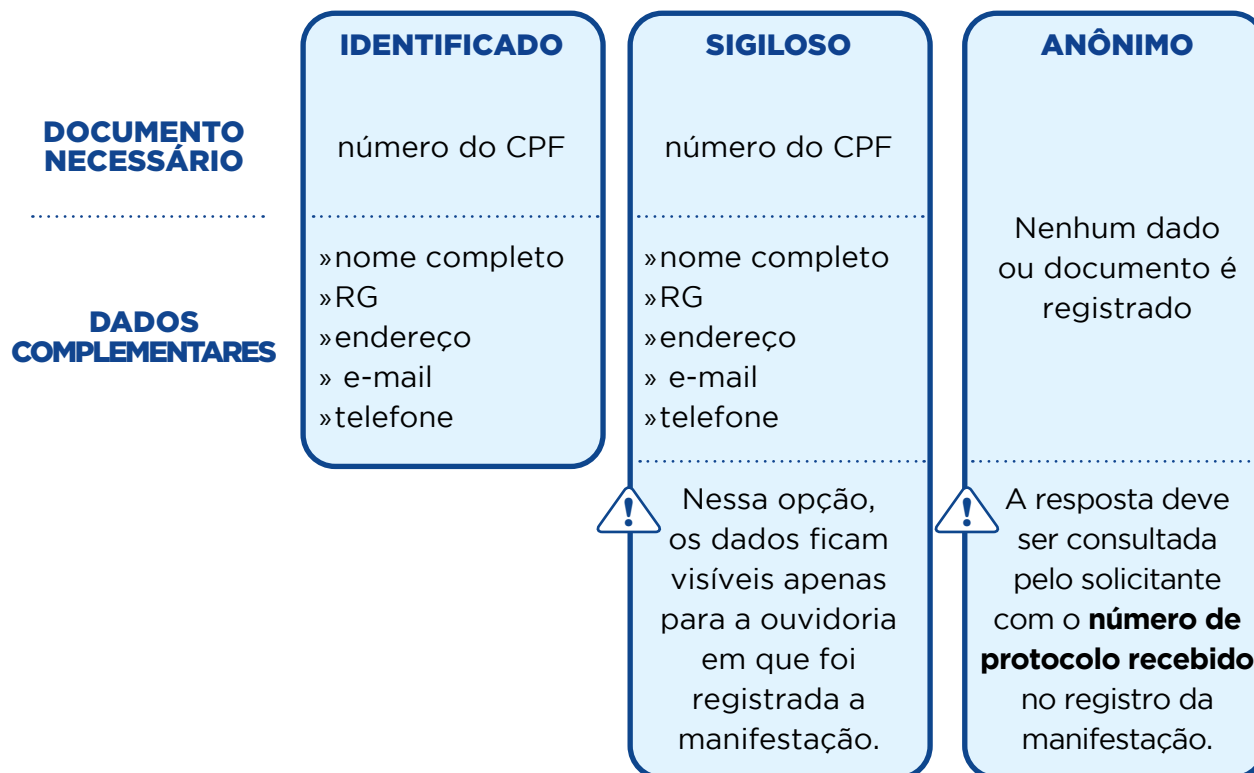 IDENTIFICADO
SIGILOSO
ANÔNIMO
DOCUMENTO
NECESSÁRIO
número do CPF
número do CPF
Nenhum dado
ou documento é
registrado
DADOS
COMPLEMENTARES
»nome completo
»RG
»endereço
» e-mail
»telefone
»nome completo
»RG
»endereço
» e-mail
»telefone
Nessa opção,
os dados ficam
visíveis apenas
para a ouvidoria
em que foi
registrada a
manifestação.
A resposta deve
ser consultada
pelo solicitante
com o número de
protocolo recebido
no registro da
manifestação.